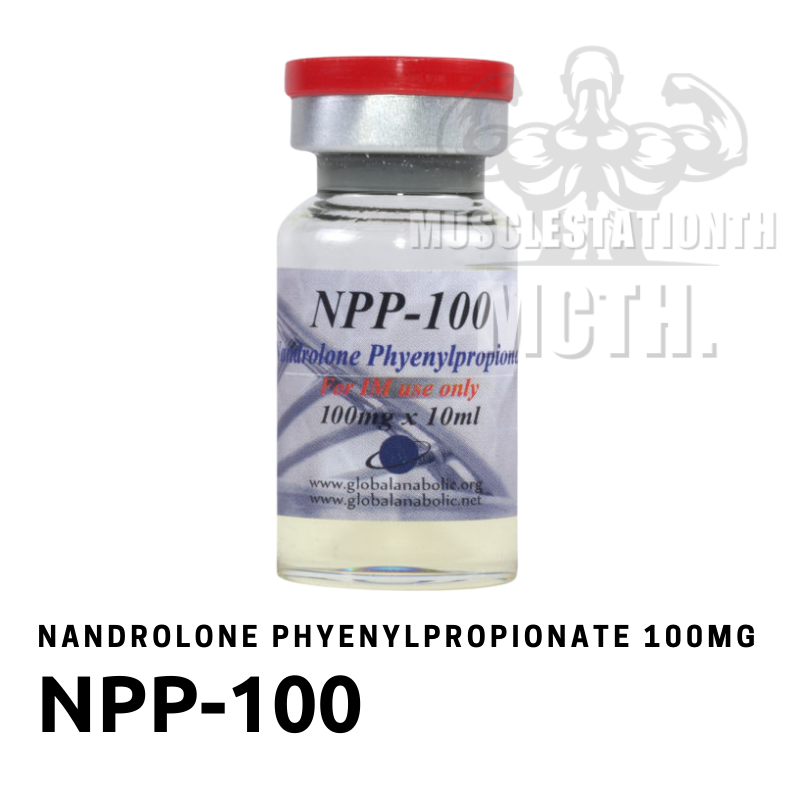 MUSCLESTATIONTH
MCTH.
NPP-100
Nandrolone Phyenylpropiona
For IM use only
100mg x 10ml
www.globalanabolic.org
www.globalanabolic.net
NANDROLONE PHYENYLPROPIONATE 100MG
NPP-100